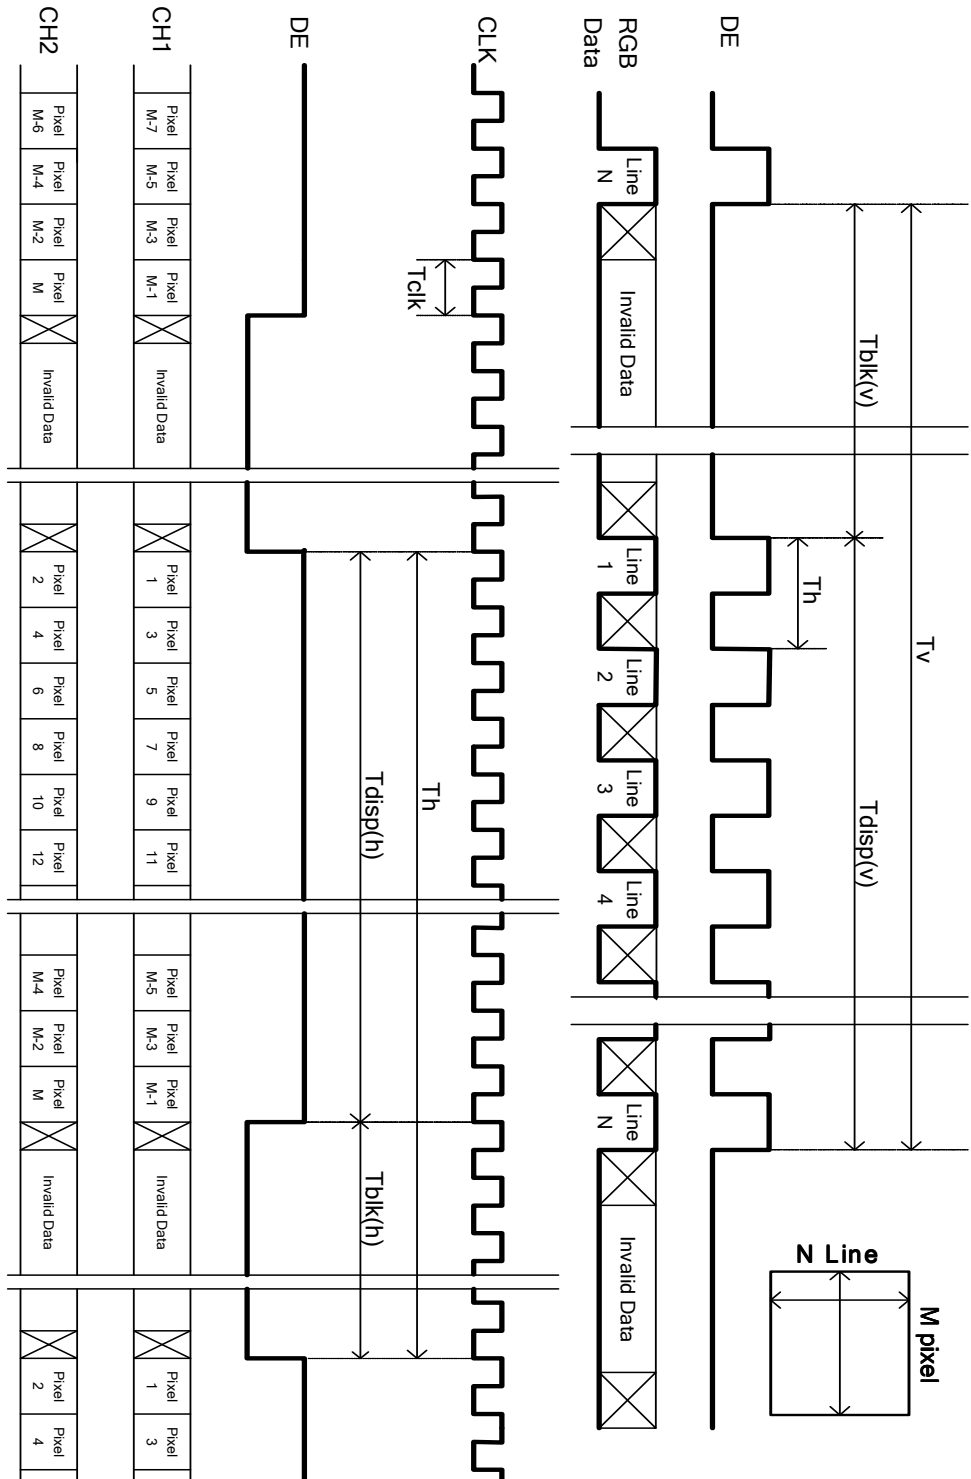 Tv
Tblk(v)
Tdisp(v)
Th
DE
RGB
Data
Line
N
Invalid Data
Line
1
Line
2
Line
3
Line
4
Line
N
Invalid Data
N Line
M pixel
CLK
Tclk
Th
Tdisp(h)
Tblk(h)
DE
CH1
Pixel
M-7
Pixel
M-5
Pixel
M-3
Pixel
M-1
Invalid Data
Pixel
1
Pixel
3
Pixel
5
Pixel
7
Pixel
9
Pixel
11
Pixel
M-5
Pixel
M-3
Pixel
M-1
Invalid Data
Pixel
1
Pixel
3
CH2
Pixel
M-6
Pixel
M-4
Pixel
M-2
Pixel
M
Invalid Data
Pixel
2
Pixel
4
Pixel
6
Pixel
8
Pixel
10
Pixel
12
Pixel
M-4
Pixel
M-2
Pixel
M
Invalid Data
Pixel
2
Pixel
4